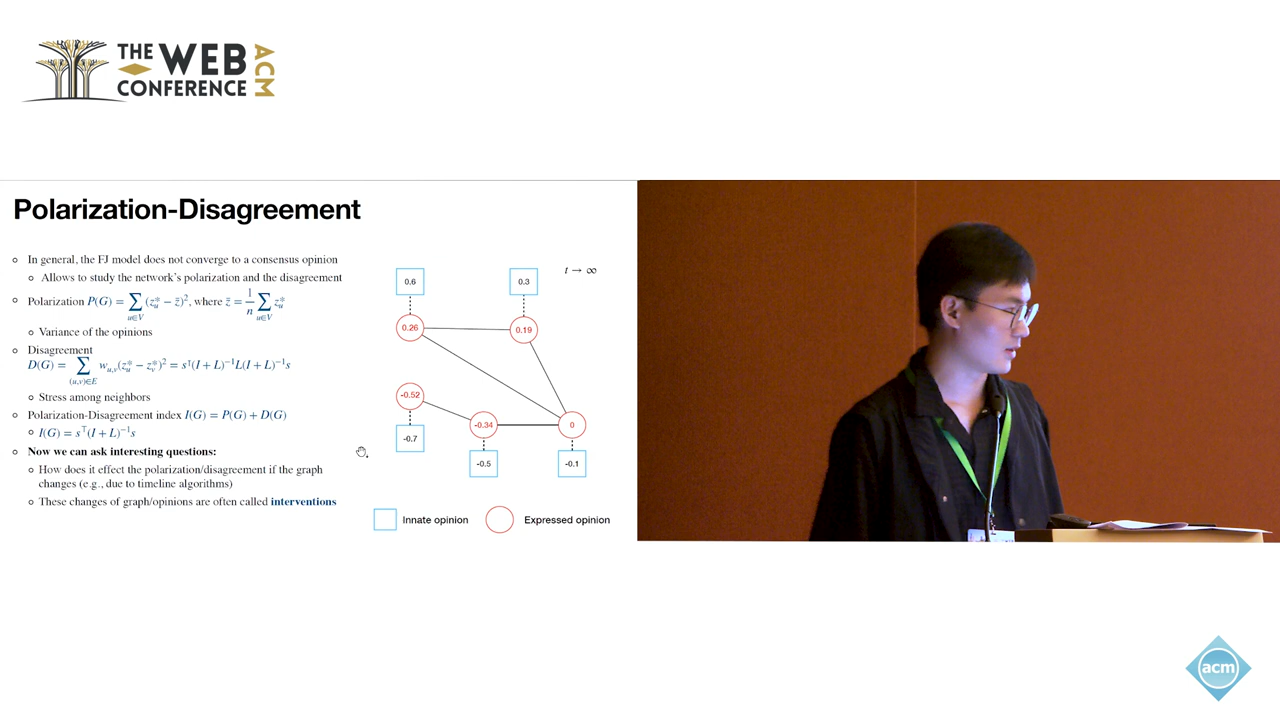 THE WEB
CONFERENCE
ACM
Polarization-Disagreement
○ In general, the FJ model does not converge to a consensus opinion
○ Allows to study the network's polarization and the disagreement
○ Polarization P(G) = ∑_{u∈V} (z*_u − z̄)², where z̄ = 1/n ∑_{u∈V} z*_u
○ Variance of the opinions
○ Disagreement
D(G) = ∑_{(u,v)∈E} w_{u,v}(z*_u − z*_v)² = s^⊺(I + L)^{−1}L(I + L)^{−1}s
○ Stress among neighbors
○ Polarization-Disagreement index I(G) = P(G) + D(G)
○ I(G) = s^⊺(I + L)^{−1}s
○ Now we can ask interesting questions:
○ How does it effect the polarization/disagreement if the graph
changes (e.g., due to timeline algorithms)
○ These changes of graph/opinions are often called interventions
t → ∞
0.6
0.3
0.26
0.19
-0.52
-0.34
0
-0.7
-0.5
-0.1
Innate opinion
Expressed opinion
acm